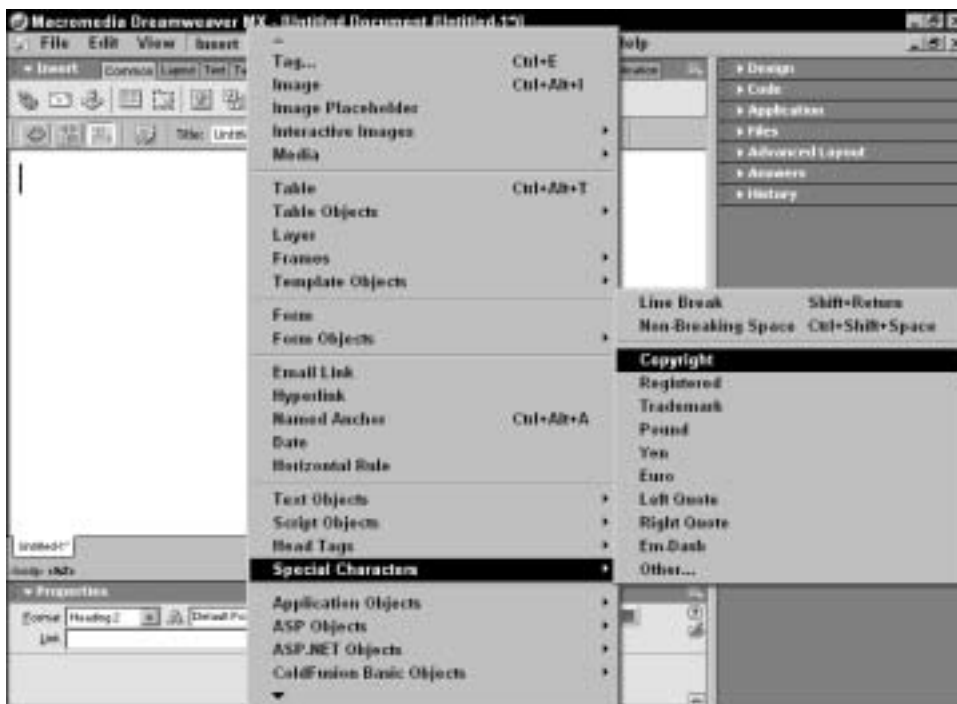 Macromedia Dreamweaver MX - [Untitled Document (Untitled-1*)]
File Edit View Insert Help
Insert Common Layout Text
Title:
Tag... Ctrl+E
Image Ctrl+Alt+I
Image Placeholder
Interactive Images
Media
Table Ctrl+Alt+T
Table Objects
Layer
Frames
Template Objects
Form
Form Objects
Email Link
Hyperlink
Named Anchor Ctrl+Alt+A
Date
Horizontal Rule
Text Objects
Script Objects
Head Tags
Special Characters
Application Objects
ASP Objects
ASP.NET Objects
ColdFusion Basic Objects
Line Break Shift+Return
Non-Breaking Space Ctrl+Shift+Space
Copyright
Registered
Trademark
Pound
Yen
Euro
Left Quote
Right Quote
Em-Dash
Other...
Design
Code
Application
Files
Advanced Layout
Answers
History
Untitled-1*
<body> <h2>
Properties
Format Heading 2 Default
Link